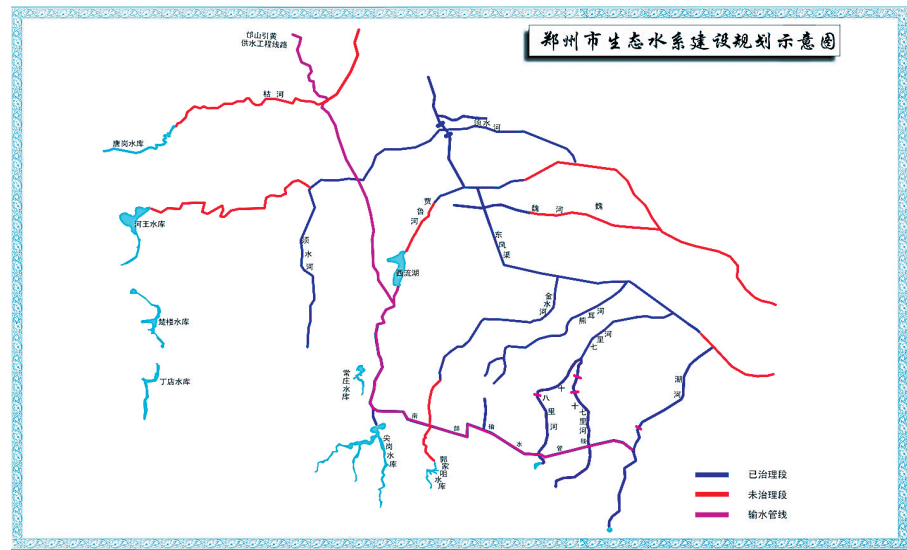 郑州市生态水系建设规划示意图
邙山引黄
供水工程线路
枯河
唐岗水库
河王水库
楚楼水库
丁店水库
须水河
贾鲁河
西流湖
魏河
魏
东风渠
金水河
熊耳河
七里河
潮河
十八里河
十七里河
常庄水库
尖岗水库
郭家咀水库
南部输水管线
已治理段
未治理段
输水管线